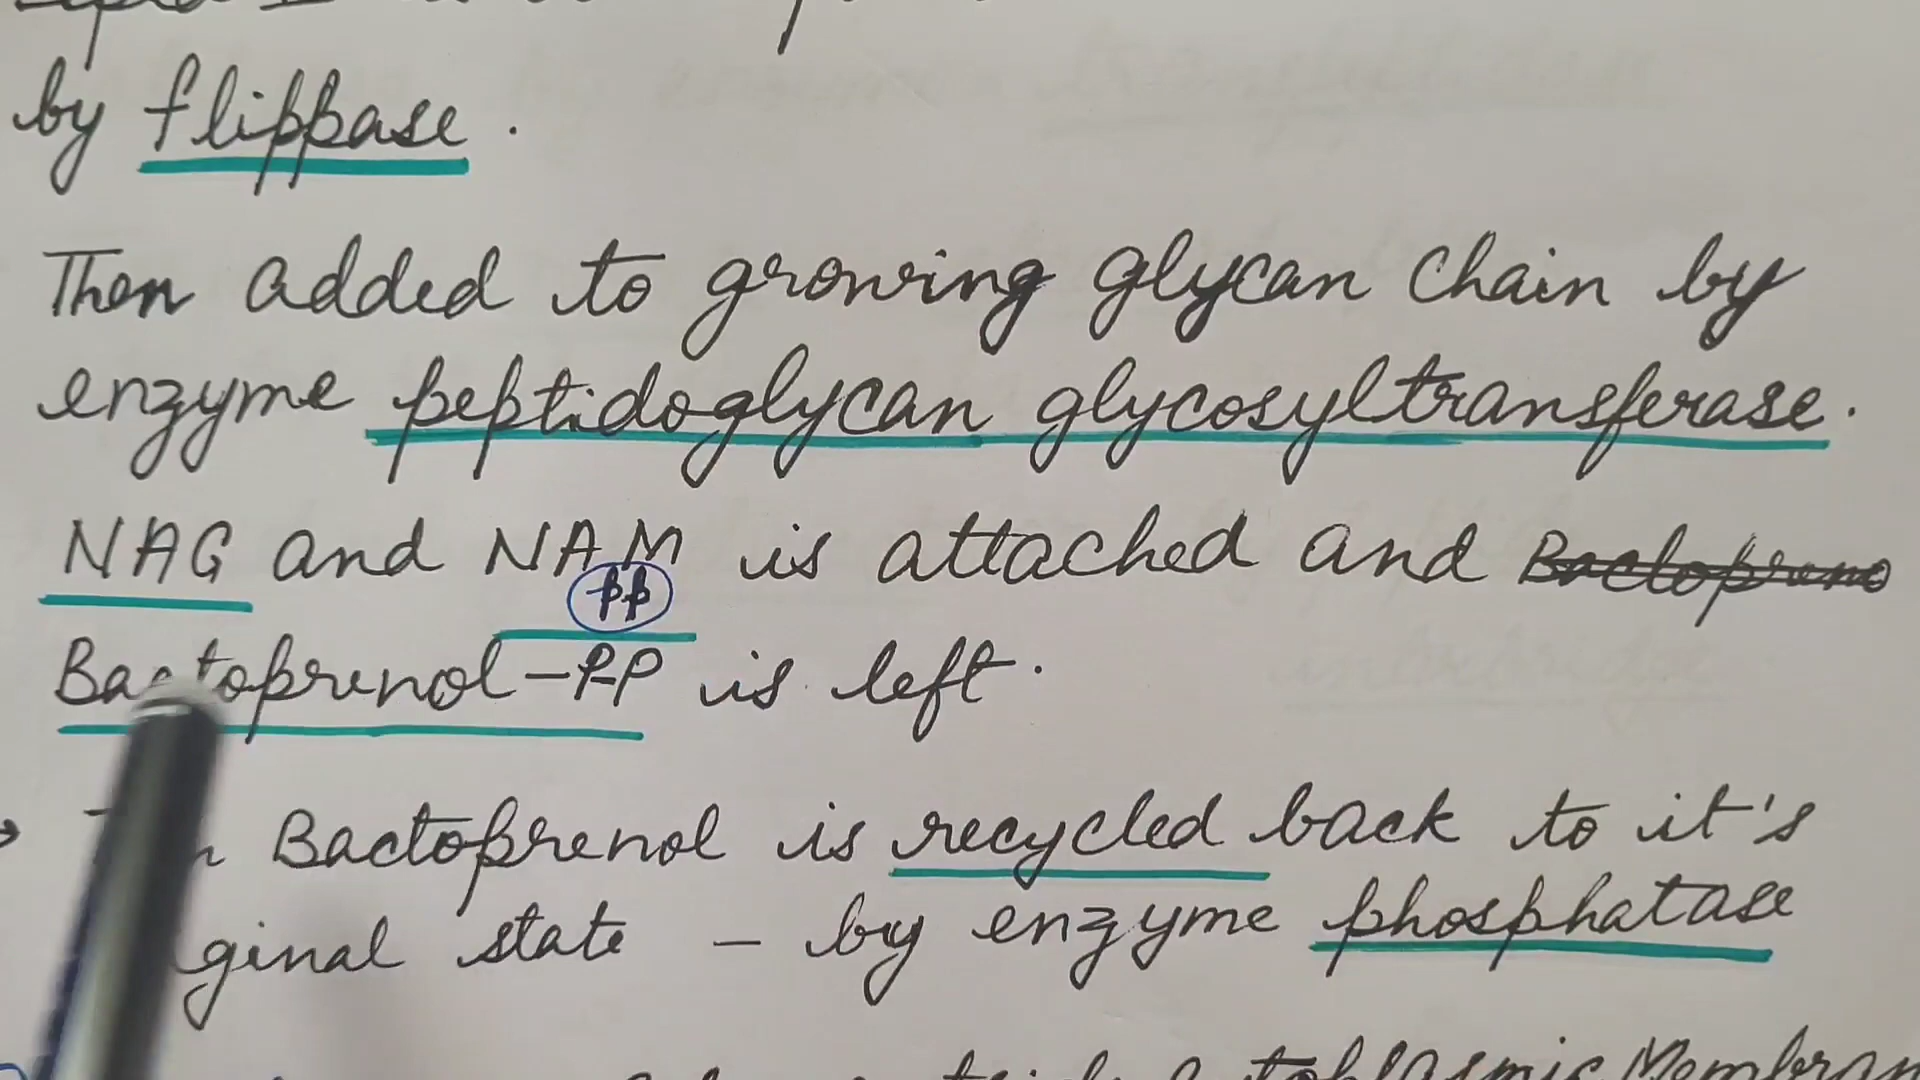 by flippase.
Then added to growing glycan chain by
enzyme peptidoglycan glycosyltransferase.
NAG and NAM is attached and Bactopreno
pp
Bactoprenol - PP is left.
Bactoprenol is recycled back to it's
ginal state - by enzyme phosphatase